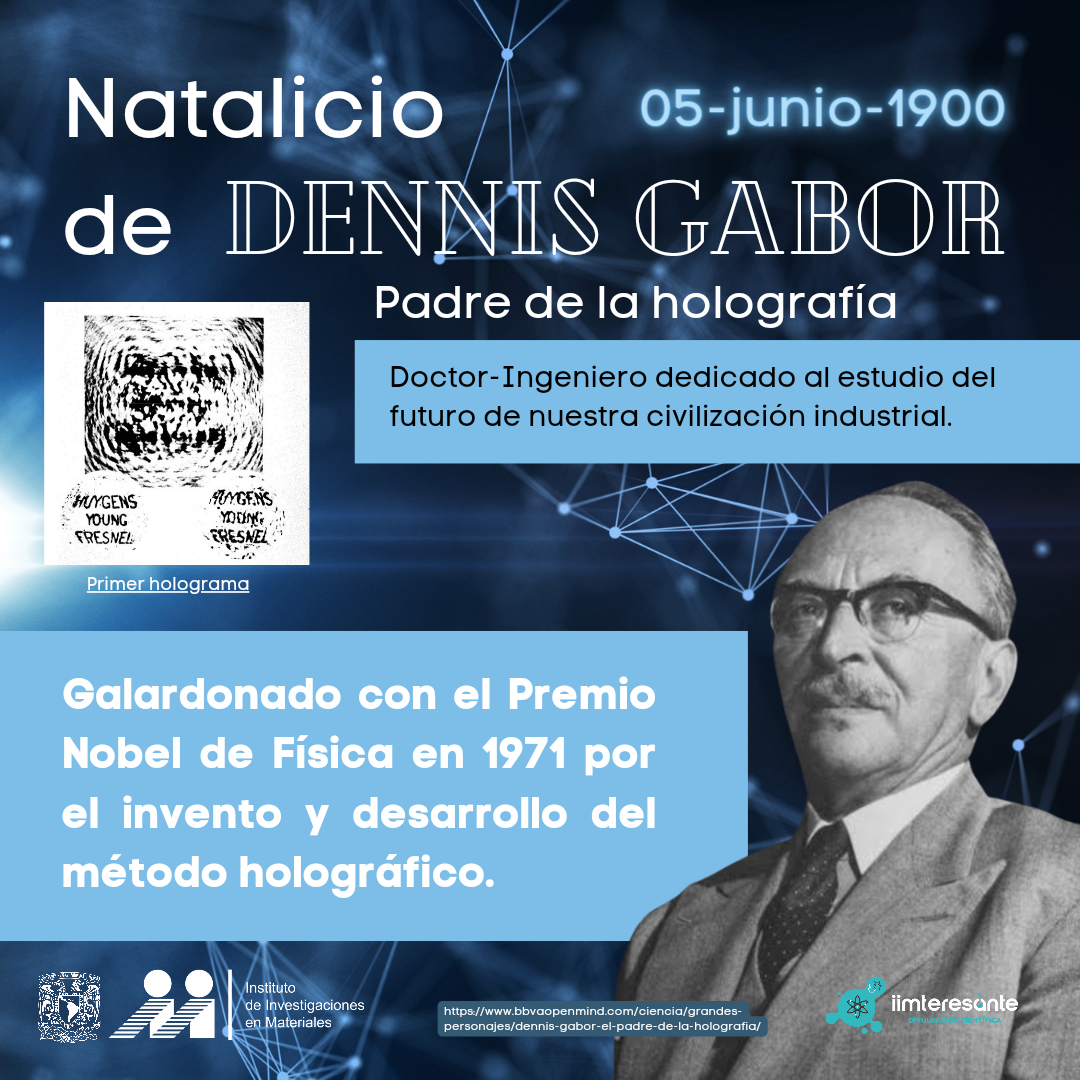 Natalicio
05-junio-1900
de DENNIS GABOR
Padre de la holografía
Doctor-Ingeniero dedicado al estudio del
futuro de nuestra civilización industrial.
HUYGENS
YOUNG
FRESNEL
HUYGENS
YOUNG
FRESNEL
Primer holograma
Galardonado con el Premio
Nobel de Física en 1971 por
el invento y desarrollo del
método holográfico.
Instituto
de Investigaciones
en Materiales
https://www.bbvaopenmind.com/ciencia/grandes-
personajes/dennis-gabor-el-padre-de-la-holografia/
iimteresante